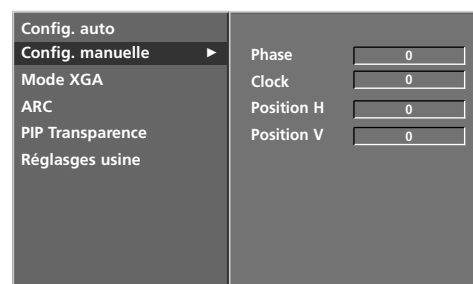 Config. auto
Config. manuelle ►
Mode XGA
ARC
PIP Transparence
Réglasges usine
Phase 0
Clock 0
Position H 0
Position V 0